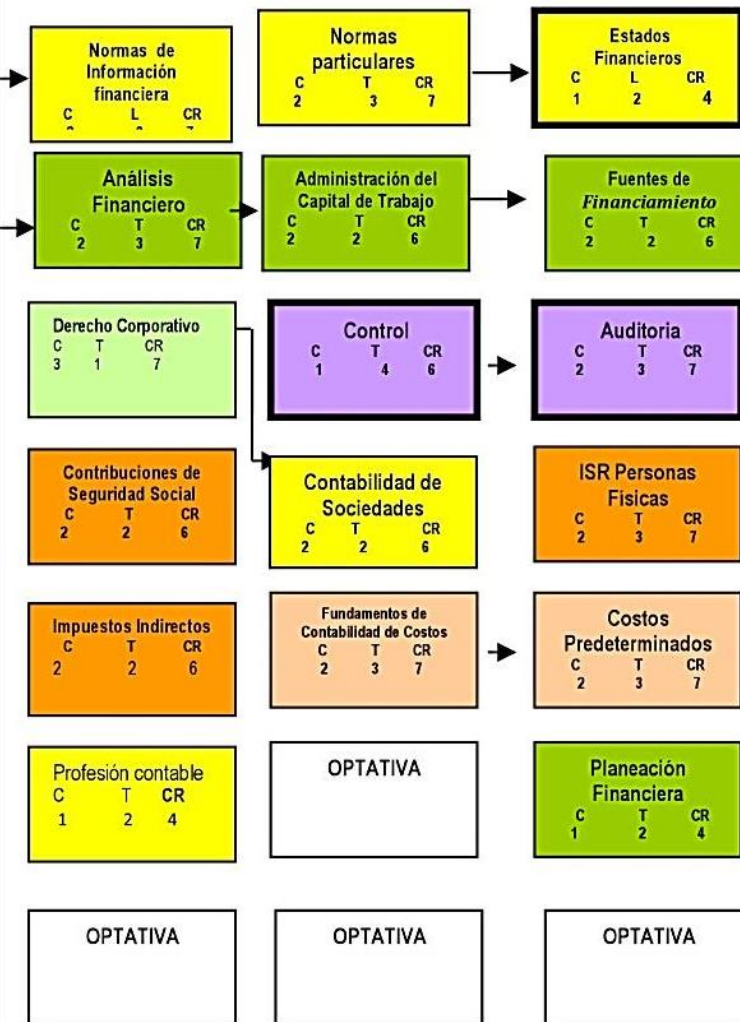 Normas de
Información
financiera
C L CR
Normas
particulares
C T CR
2 3 7
Estados
Financieros
C L CR
1 2 4
Análisis
Financiero
C T CR
2 3 7
Administración del
Capital de Trabajo
C T CR
2 2 6
Fuentes de
Financiamiento
C T CR
2 2 6
Derecho Corporativo
C T CR
3 1 7
Control
C T CR
1 4 6
Auditoria
C T CR
2 3 7
Contribuciones de
Seguridad Social
C T CR
2 2 6
Contabilidad de
Sociedades
C T CR
2 2 6
ISR Personas
Fisicas
C T CR
2 3 7
Impuestos Indirectos
C T CR
2 2 6
Fundamentos de
Contabilidad de Costos
C T CR
2 3 7
Costos
Predeterminados
C T CR
2 3 7
Profesión contable
C T CR
1 2 4
OPTATIVA
Planeación
Financiera
C T CR
1 2 4
OPTATIVA
OPTATIVA
OPTATIVA